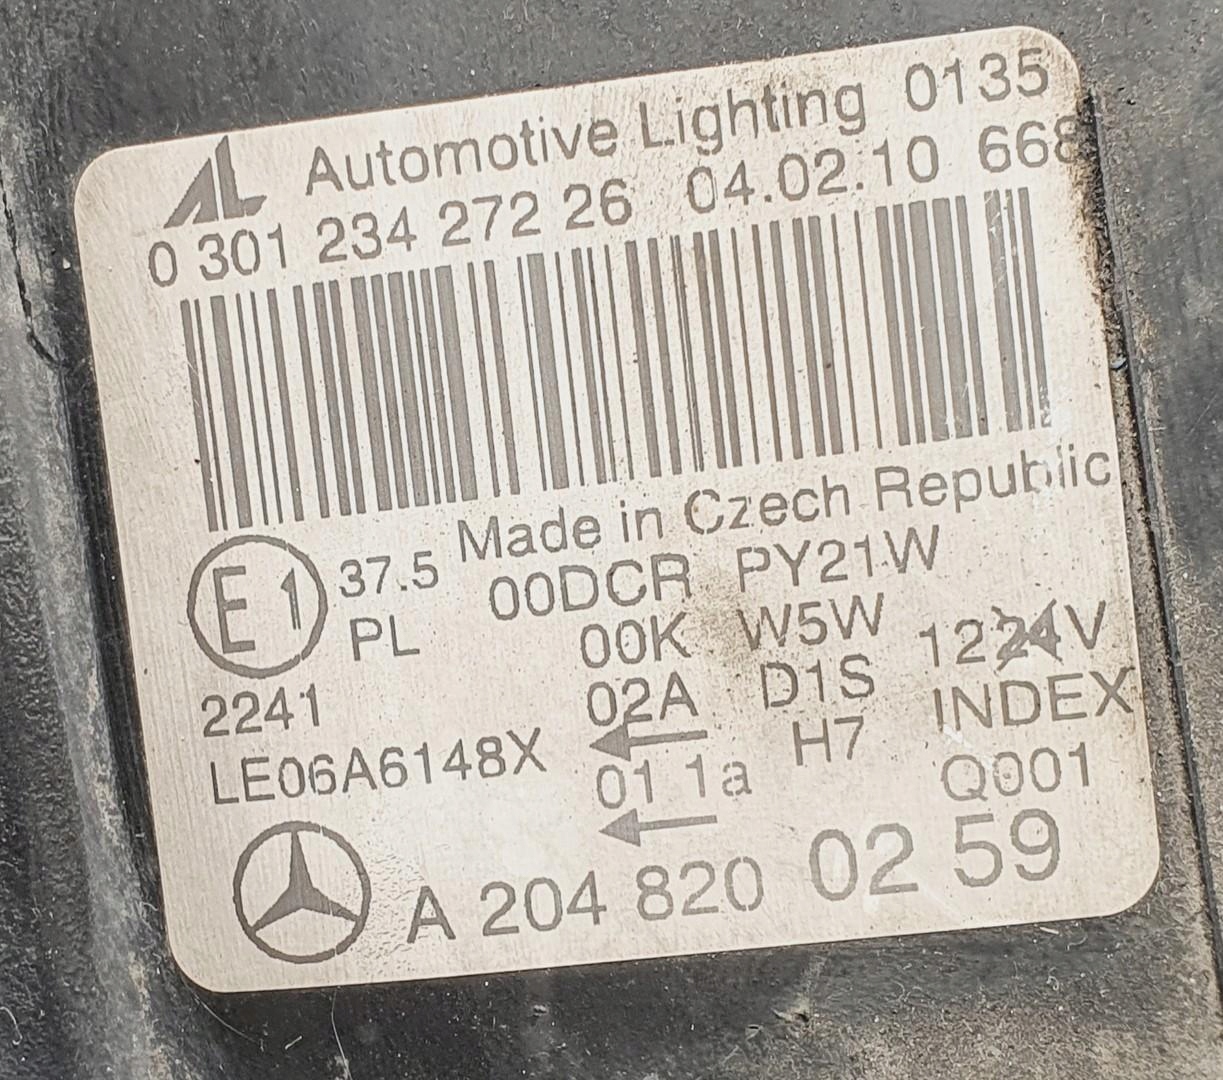 AL Automotive Lighting 0135
0 301 234 272 26 04.02.10 668
Made in Czech Republic
E1 37.5 00DCR PY21W
PL 00K W5W 1224V
2241 02A D1S INDEX
LE06A6148X ← H7 Q001
01 1a
←
A 204 820 02 59